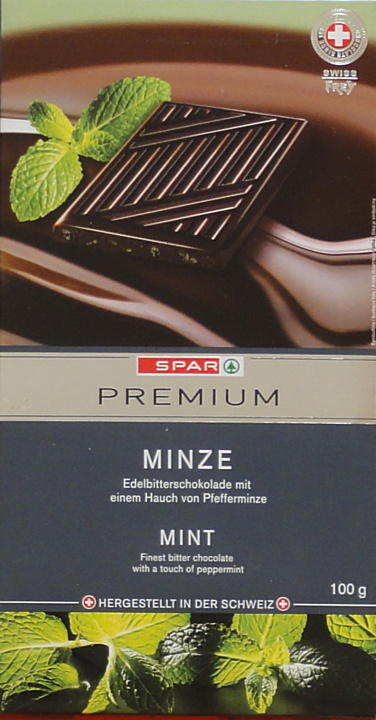 SWISS
FREY
SPAR
PREMIUM
MINZE
Edelbitterschokolade mit
einem Hauch von Pfefferminze
MINT
Finest bitter chocolate
with a touch of peppermint
100 g
HERGESTELLT IN DER SCHWEIZ